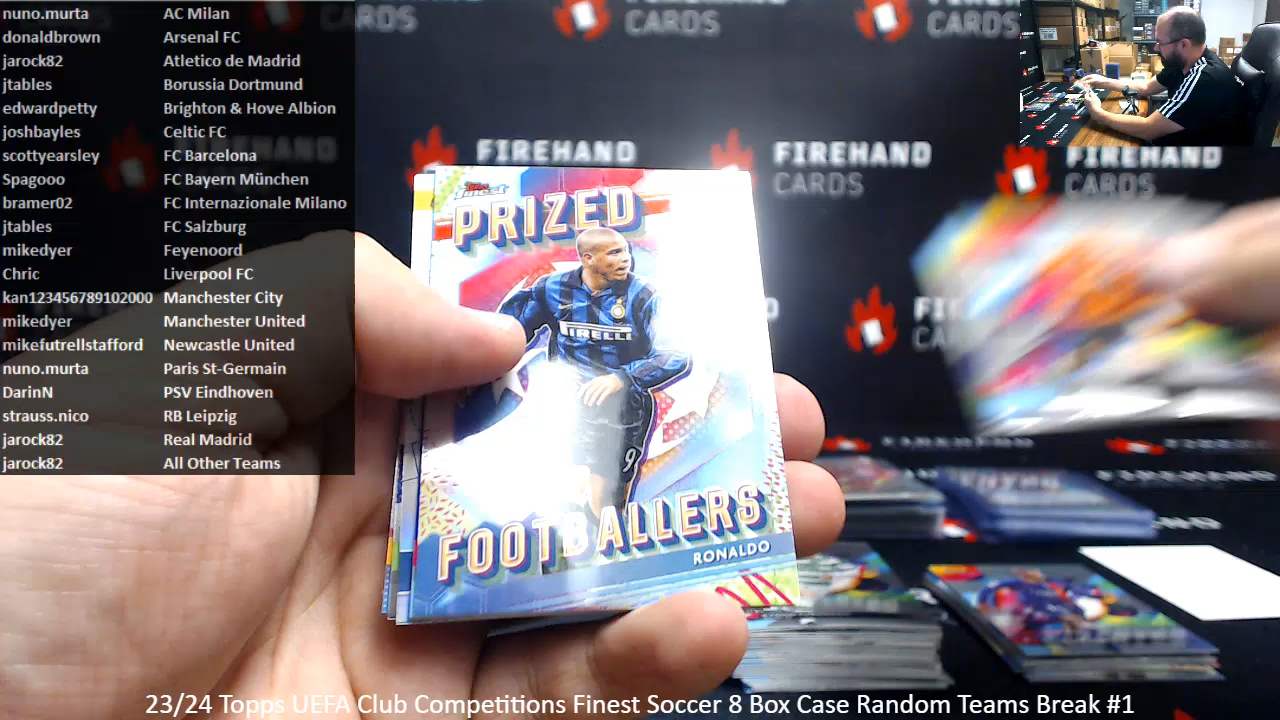 nuno.murta AC Milan
donaldbrown Arsenal FC
jarock82 Atletico de Madrid
jtables Borussia Dortmund
edwardpetty Brighton & Hove Albion
joshbayles Celtic FC
scottyearsley FC Barcelona
Spagooo FC Bayern München
bramer02 FC Internazionale Milano
jtables FC Salzburg
mikedyer Feyenoord
Chric Liverpool FC
kan123456789102000 Manchester City
mikedyer Manchester United
mikefutrellstafford Newcastle United
nuno.murta Paris St-Germain
DarinN PSV Eindhoven
strauss.nico RB Leipzig
jarock82 Real Madrid
jarock82 All Other Teams
CARDS
CARDS
CARDS
FIREHAND
CARDS
FIREHAND
CARDS
FIREHAND
CARDS
Topps
Finest
PRIZED
PIRELLI
9
FOOTBALLERS
RONALDO
23/24 Topps UEFA Club Competitions Finest Soccer 8 Box Case Random Teams Break #1